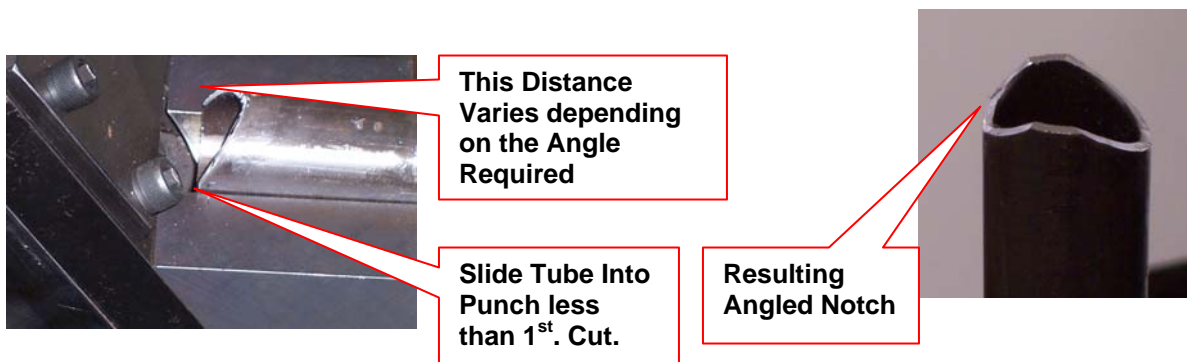 This Distance
Varies depending
on the Angle
Required
Slide Tube Into
Punch less
than 1st. Cut.
Resulting
Angled Notch